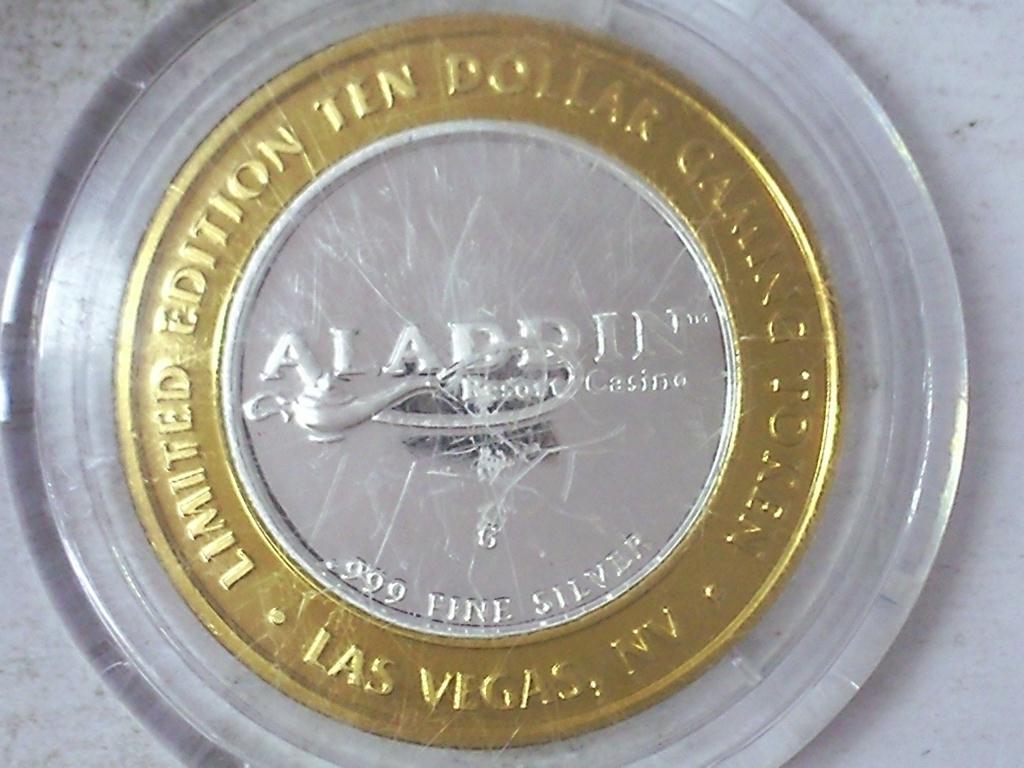 LIMITED EDITION TEN DOLLAR GAMING TOKEN
ALADDIN™
Resort Casino
G
.999 FINE SILVER
• LAS VEGAS, NV •